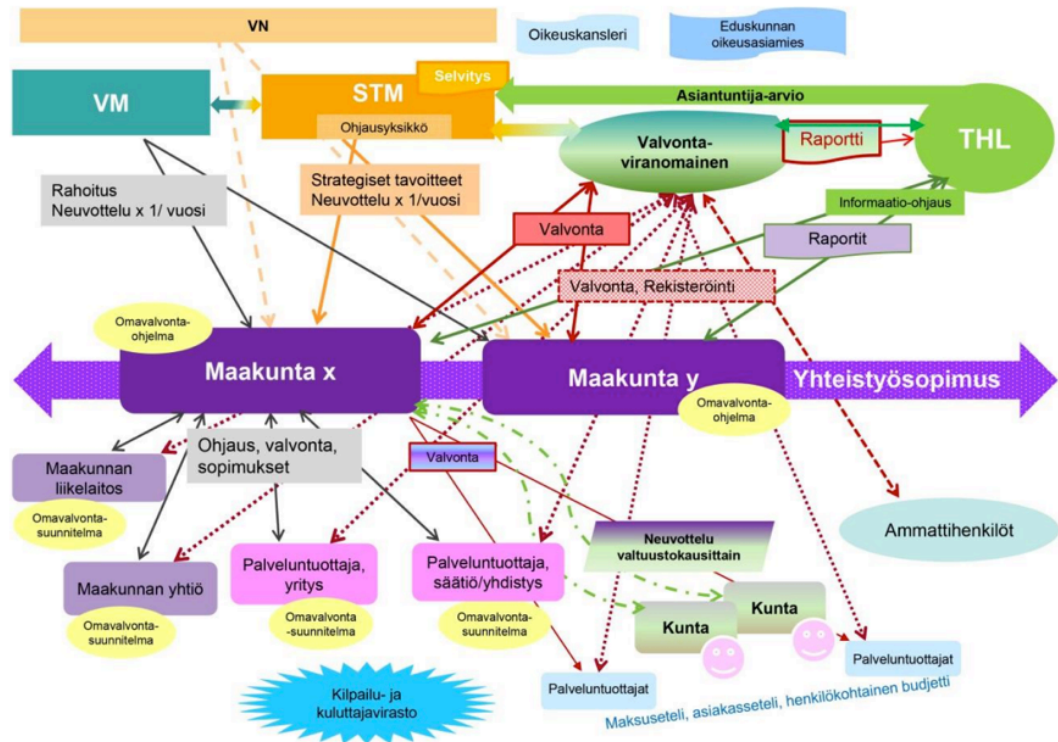 VN
Oikeuskansleri
Eduskunnan
oikeusasiamies
VM
STM
Selvitys
Ohjausyksikkö
Asiantuntija-arvio
THL
Valvonta-
viranomainen
Raportti
Rahoitus
Neuvottelu x 1/ vuosi
Strategiset tavoitteet
Neuvottelu x 1/vuosi
Valvonta
Informaatio-ohjaus
Raportit
Valvonta, Rekisteröinti
Omavalvonta-
ohjelma
Maakunta x
Maakunta y
Yhteistyösopimus
Omavalvonta-
ohjelma
Ohjaus, valvonta,
sopimukset
Valvonta
Maakunnan
liikelaitos
Omavalvonta-
suunnitelma
Maakunnan yhtiö
Omavalvonta-
suunnitelma
Palveluntuottaja,
yritys
Omavalvonta
-suunnitelma
Palveluntuottaja,
säätiö/yhdistys
Omavalvonta-
suunnitelma
Neuvottelu
valtuustokausittain
Ammattihenkilöt
Kunta
Kunta
Kilpailu- ja
kuluttajavirasto
Palveluntuottajat
Palveluntuottajat
Maksuseteli, asiakasseteli, henkilökohtainen budjetti